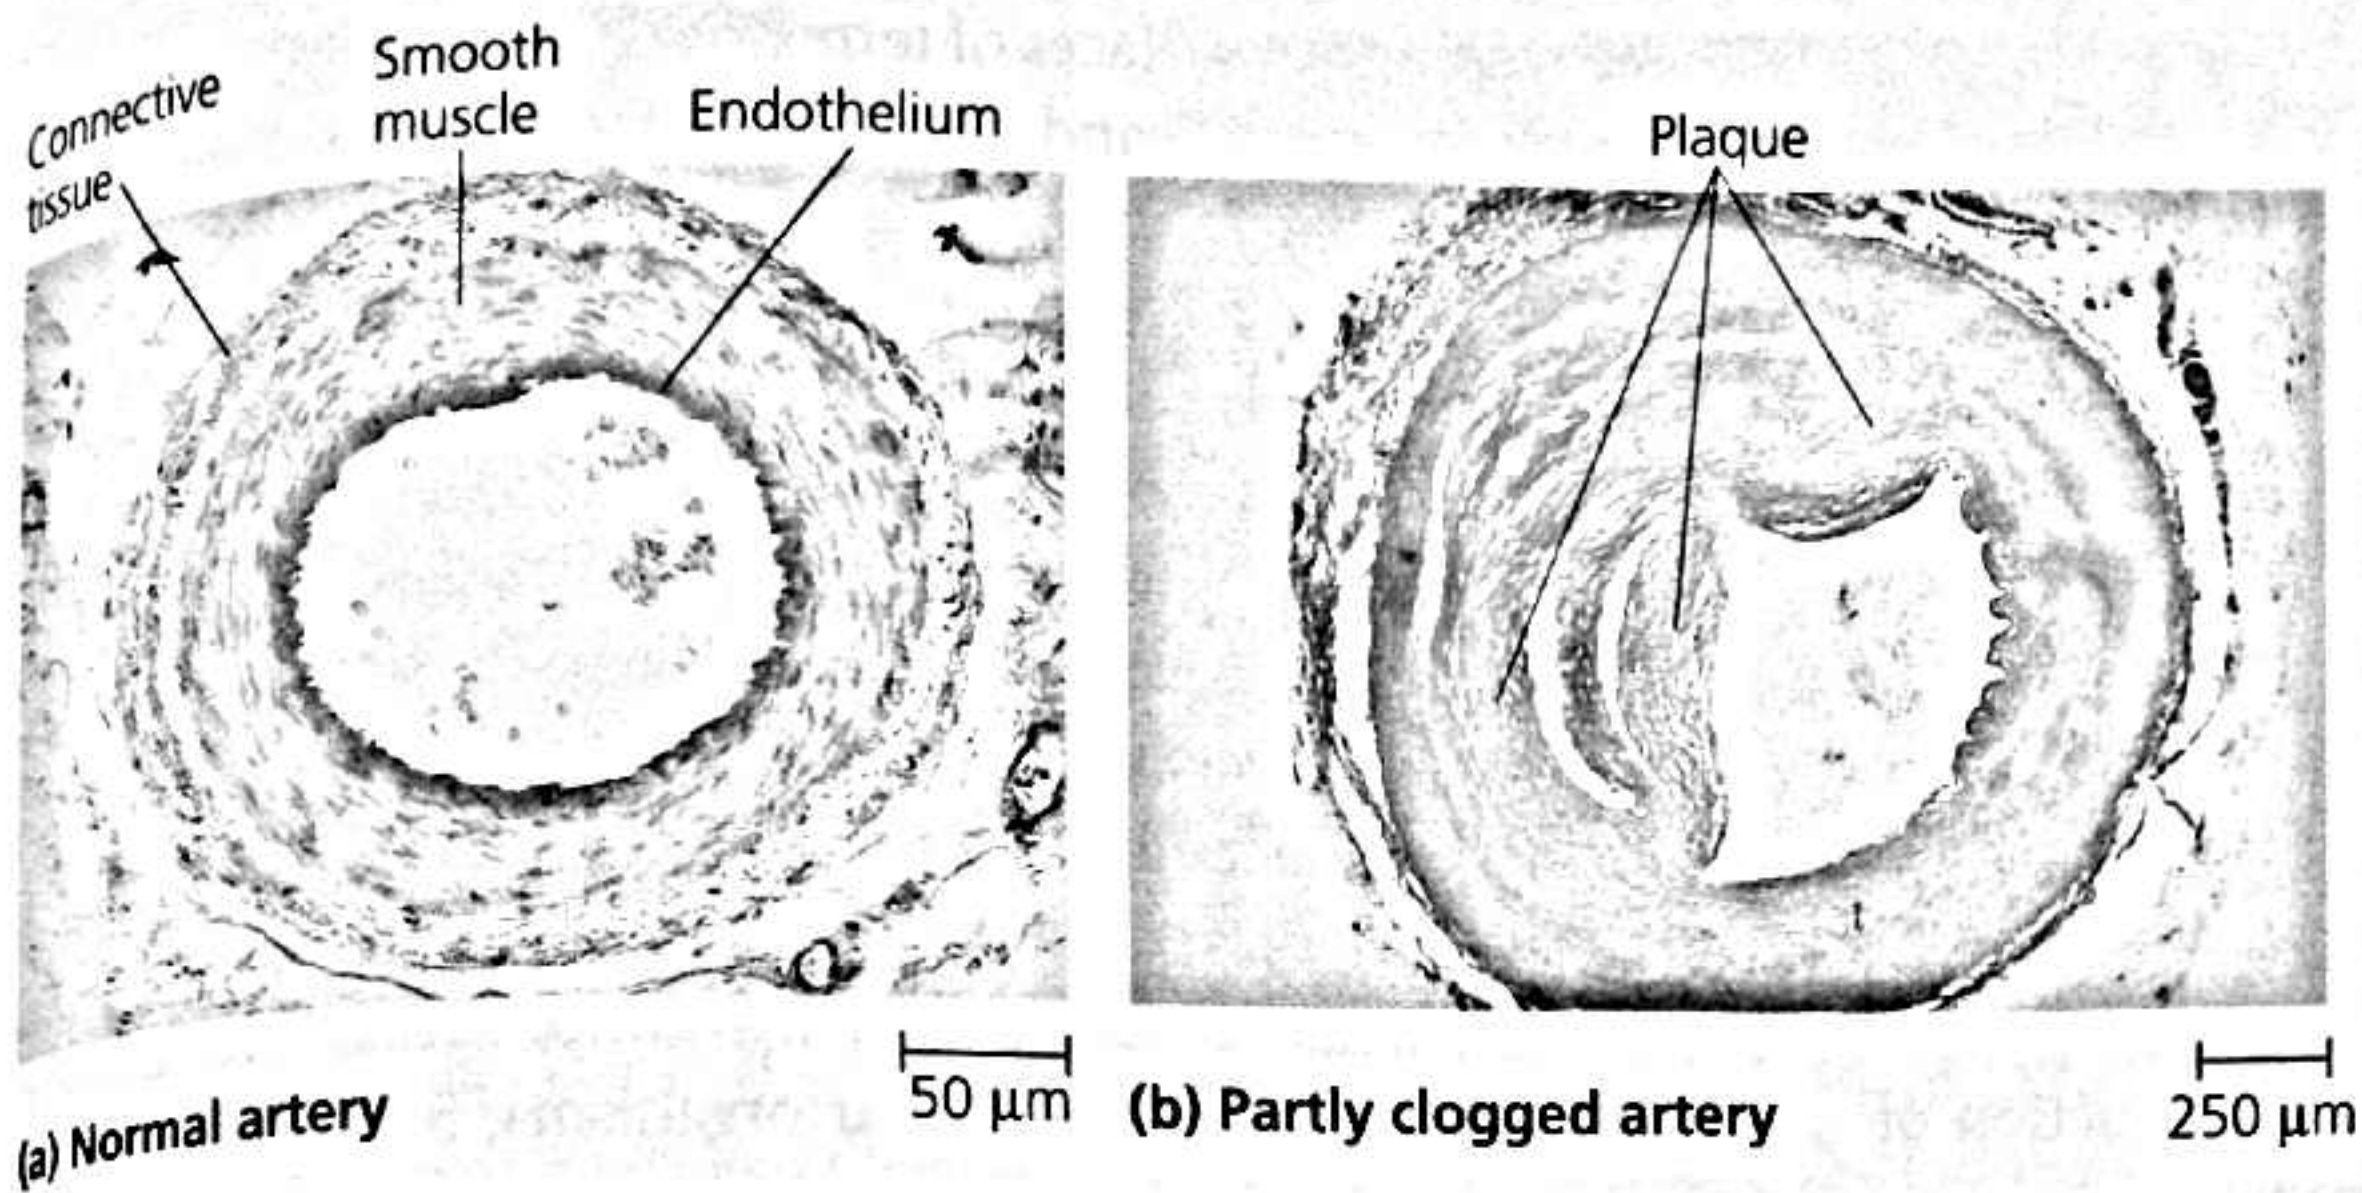 Connective
tissue
Smooth
muscle
Endothelium
Plaque
50 µm
(a) Normal artery
250 µm
(b) Partly clogged artery